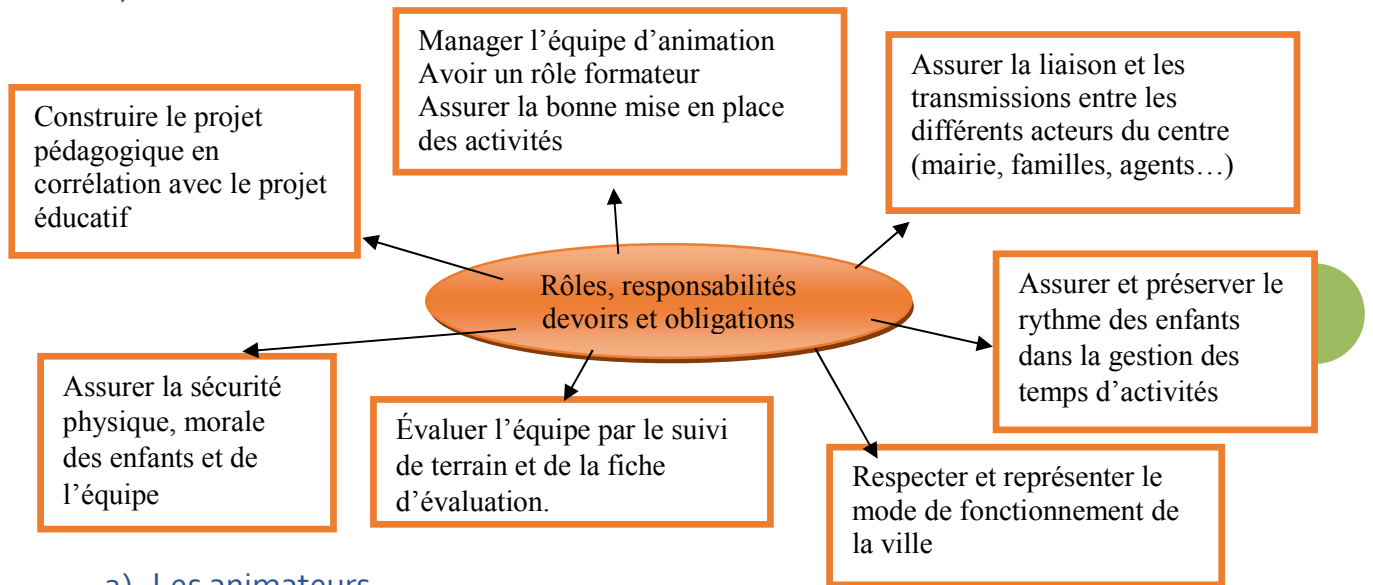 Manager l’équipe d’animation
Avoir un rôle formateur
Assurer la bonne mise en place
des activités
Assurer la liaison et les
transmissions entre les
différents acteurs du centre
(mairie, familles, agents…)
Construire le projet
pédagogique en
corrélation avec le projet
éducatif
Rôles, responsabilités
devoirs et obligations
Assurer et préserver le
rythme des enfants
dans la gestion des
temps d’activités
Assurer la sécurité
physique, morale
des enfants et de
l’équipe
Évaluer l’équipe par le suivi
de terrain et de la fiche
d’évaluation.
Respecter et représenter le
mode de fonctionnement de
la ville
a) Les animateurs